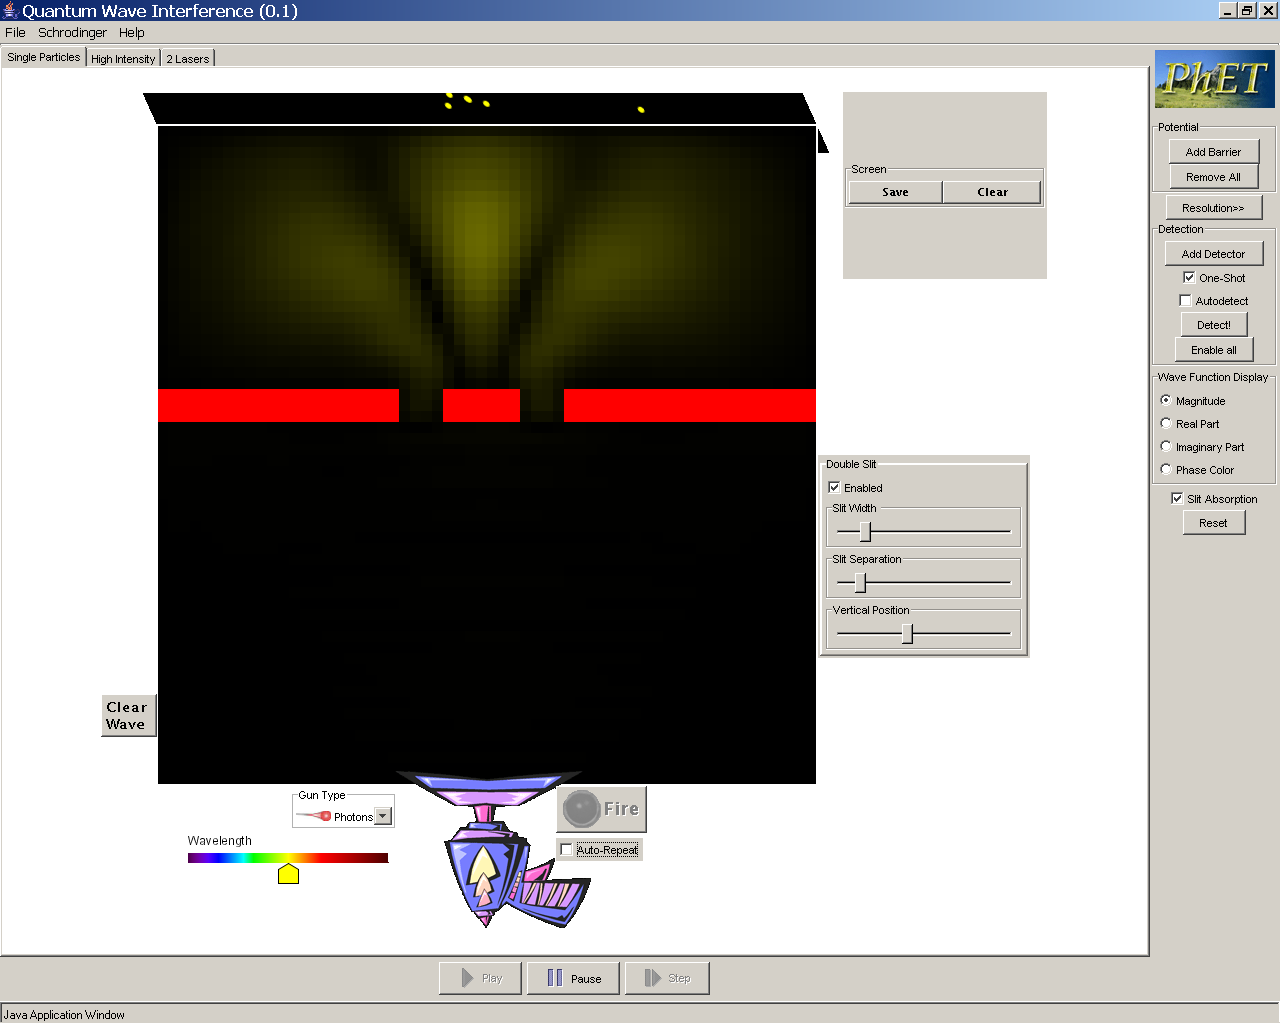 Quantum Wave Interference (0.1)
File Schrodinger Help
Single Particles High Intensity 2 Lasers
PhET
Potential
Add Barrier
Remove All
Resolution>>
Detection
Add Detector
One-Shot
Autodetect
Detect!
Enable all
Wave Function Display
Magnitude
Real Part
Imaginary Part
Phase Color
Slit Absorption
Reset
Screen
Save Clear
Double Slit
Enabled
Slit Width
Slit Separation
Vertical Position
Clear
Wave
Gun Type
Photons
Fire
Auto-Repeat
Wavelength
Play Pause Step
Java Application Window